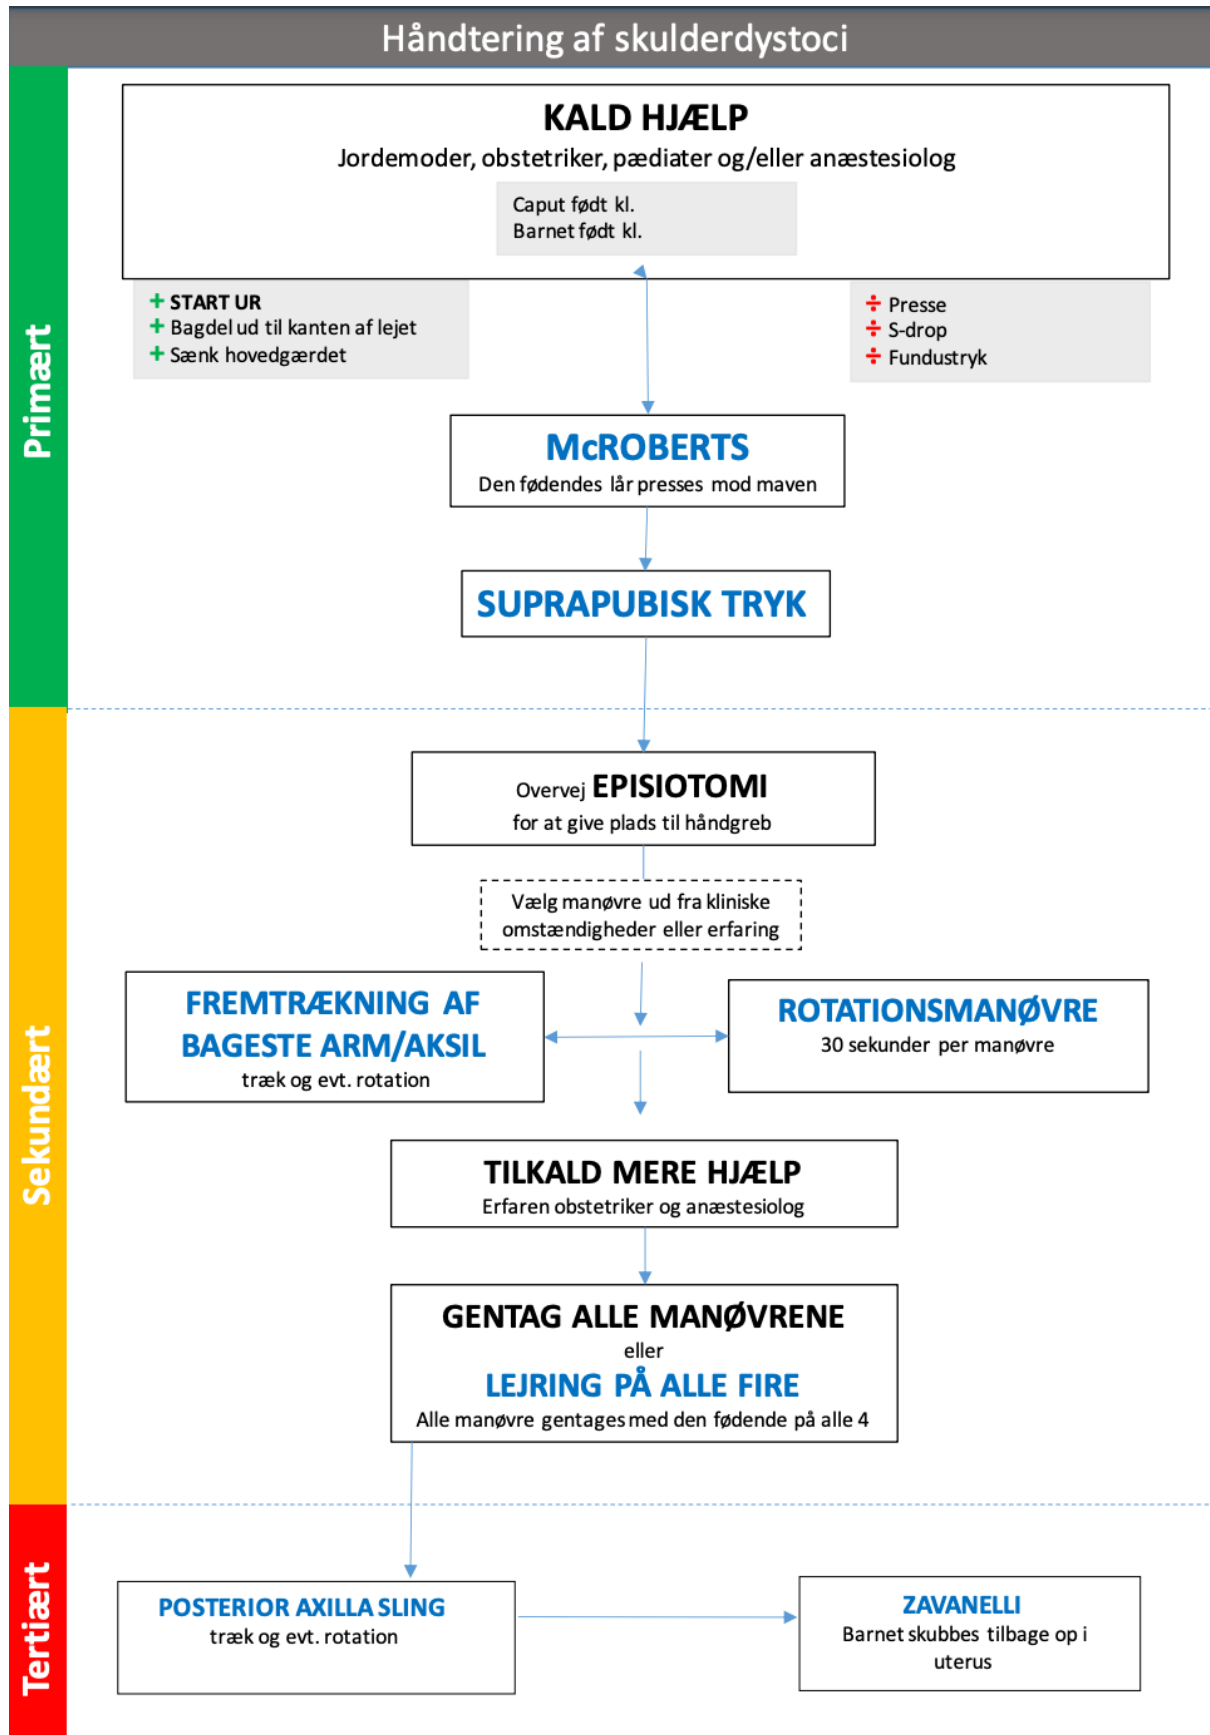 Håndtering af skulderdystoci
Primært
KALD HJÆLP
Jordemoder, obstetriker, pædiater og/eller anæstesiolog
Caput født kl.
Barnet født kl.
+ START UR
+ Bagdel ud til kanten af lejet
+ Sænk hovedgærdet
÷ Presse
÷ S-drop
÷ Fundustryk
McROBERTS
Den fødendes lår presses mod maven
SUPRAPUBISK TRYK
Sekundært
Overvej EPISIOTOMI
for at give plads til håndgreb
Vælg manøvre ud fra kliniske
omstændigheder eller erfaring
FREMTRÆKNING AF
BAGESTE ARM/AKSIL
træk og evt. rotation
ROTATIONSMANØVRE
30 sekunder per manøvre
TILKALD MERE HJÆLP
Erfaren obstetriker og anæstesiolog
GENTAG ALLE MANØVRENE
eller
LEJRING PÅ ALLE FIRE
Alle manøvre gentages med den fødende på alle 4
Tertiært
POSTERIOR AXILLA SLING
træk og evt. rotation
ZAVANELLI
Barnet skubbes tilbage op i
uterus